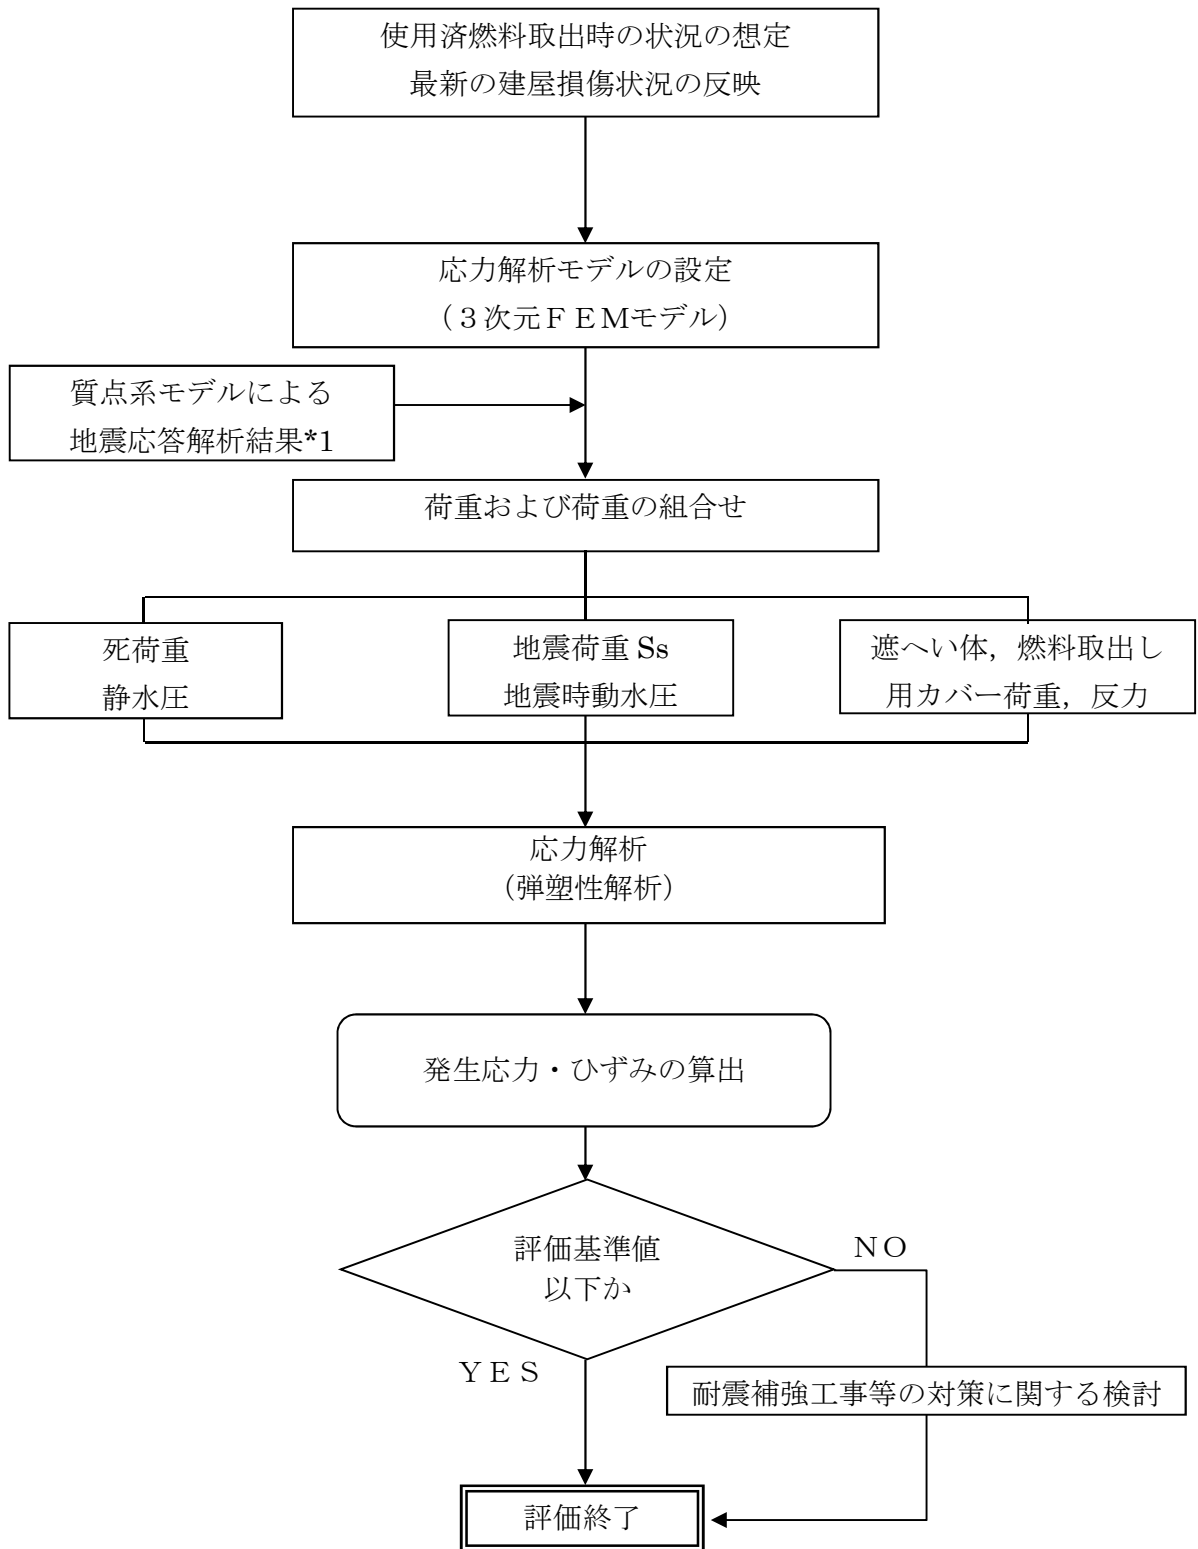 使用済燃料取出時の状況の想定
最新の建屋損傷状況の反映
応力解析モデルの設定
（３次元ＦＥＭモデル）
質点系モデルによる
地震応答解析結果*1
荷重および荷重の組合せ
死荷重
静水圧
地震荷重 Ss
地震時動水圧
遮へい体，燃料取出し
用カバー荷重，反力
応力解析
（弾塑性解析）
発生応力・ひずみの算出
評価基準値
以下か
ＮＯ
ＹＥＳ
耐震補強工事等の対策に関する検討
評価終了